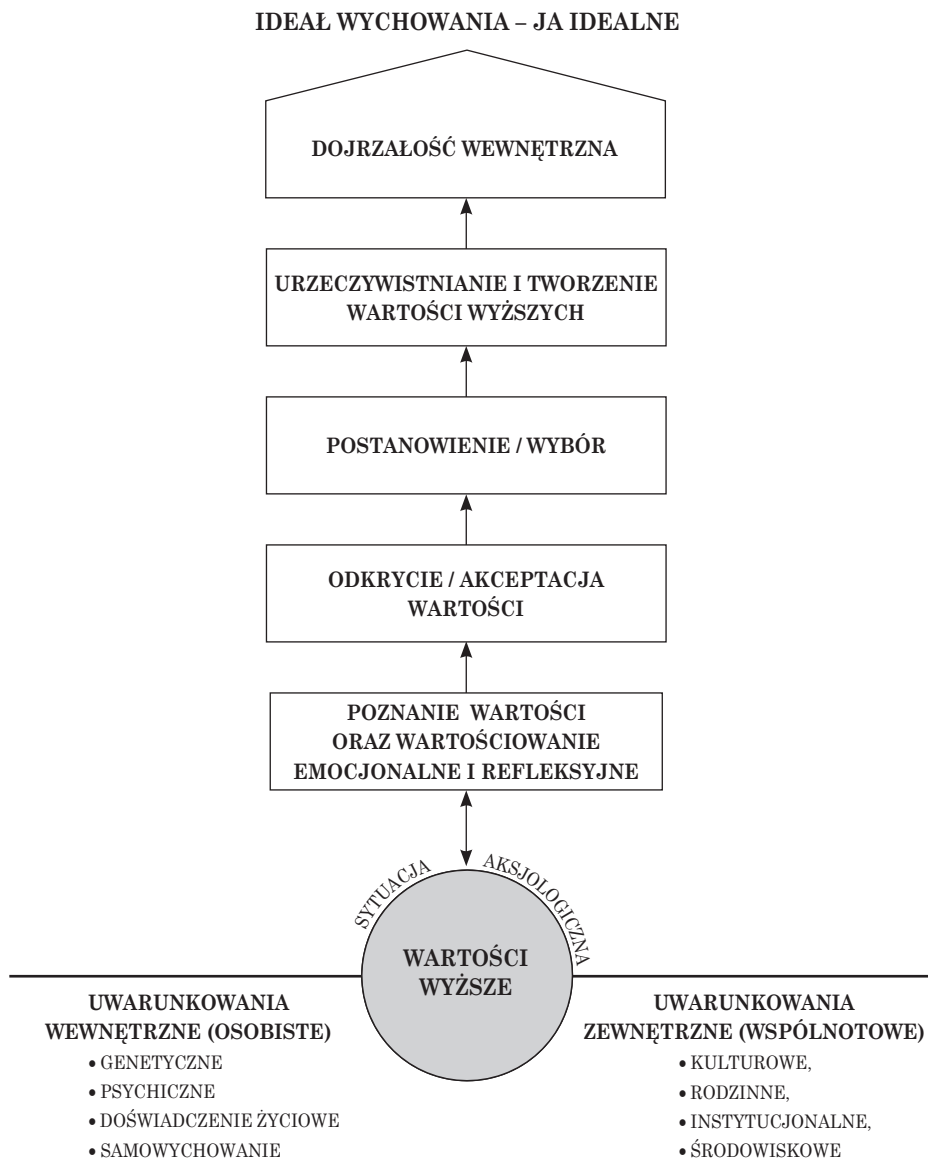 IDEAŁ WYCHOWANIA – JA IDEALNE
DOJRZAŁOŚĆ WEWNĘTRZNA
URZECZYWISTNIANIE I TWORZENIE
WARTOŚCI WYŻSZYCH
POSTANOWIENIE / WYBÓR
ODKRYCIE / AKCEPTACJA
WARTOŚCI
POZNANIE WARTOŚCI
ORAZ WARTOŚCIOWANIE
EMOCJONALNE I REFLEKSYJNE
SYTUACJA AKSJOLOGICZNA
WARTOŚCI
WYŻSZE
UWARUNKOWANIA
WEWNĘTRZNE (OSOBISTE)
• GENETYCZNE
• PSYCHICZNE
• DOŚWIADCZENIE ŻYCIOWE
• SAMOWYCHOWANIE
UWARUNKOWANIA
ZEWNĘTRZNE (WSPÓLNOTOWE)
• KULTUROWE,
• RODZINNE,
• INSTYTUCJONALNE,
• ŚRODOWISKOWE